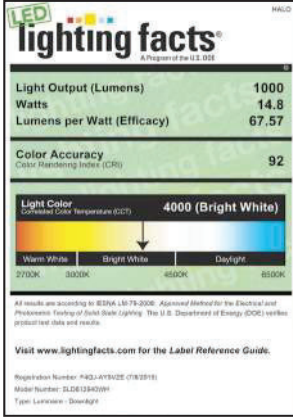 HALO
LED
lighting facts®
A Program of the U.S. DOE
Light Output (Lumens) 1000
Watts 14.8
Lumens per Watt (Efficacy) 67.57
Color Accuracy 92
Color Rendering Index (CRI)
Light Color 4000 (Bright White)
Correlated Color Temperature (CCT)
Warm White Bright White Daylight
2700K 3000K 4500K 6500K
All results are according to IESNA LM-79-2008: Approved Method for the Electrical and
Photometric Testing of Solid-State Lighting. The U.S. Department of Energy (DOE) verifies
product test data and results.
Visit www.lightingfacts.com for the Label Reference Guide.
Registration Number: (7/8/2015)
Model Number: SLD612940WH
Type: Luminaire - Downlight